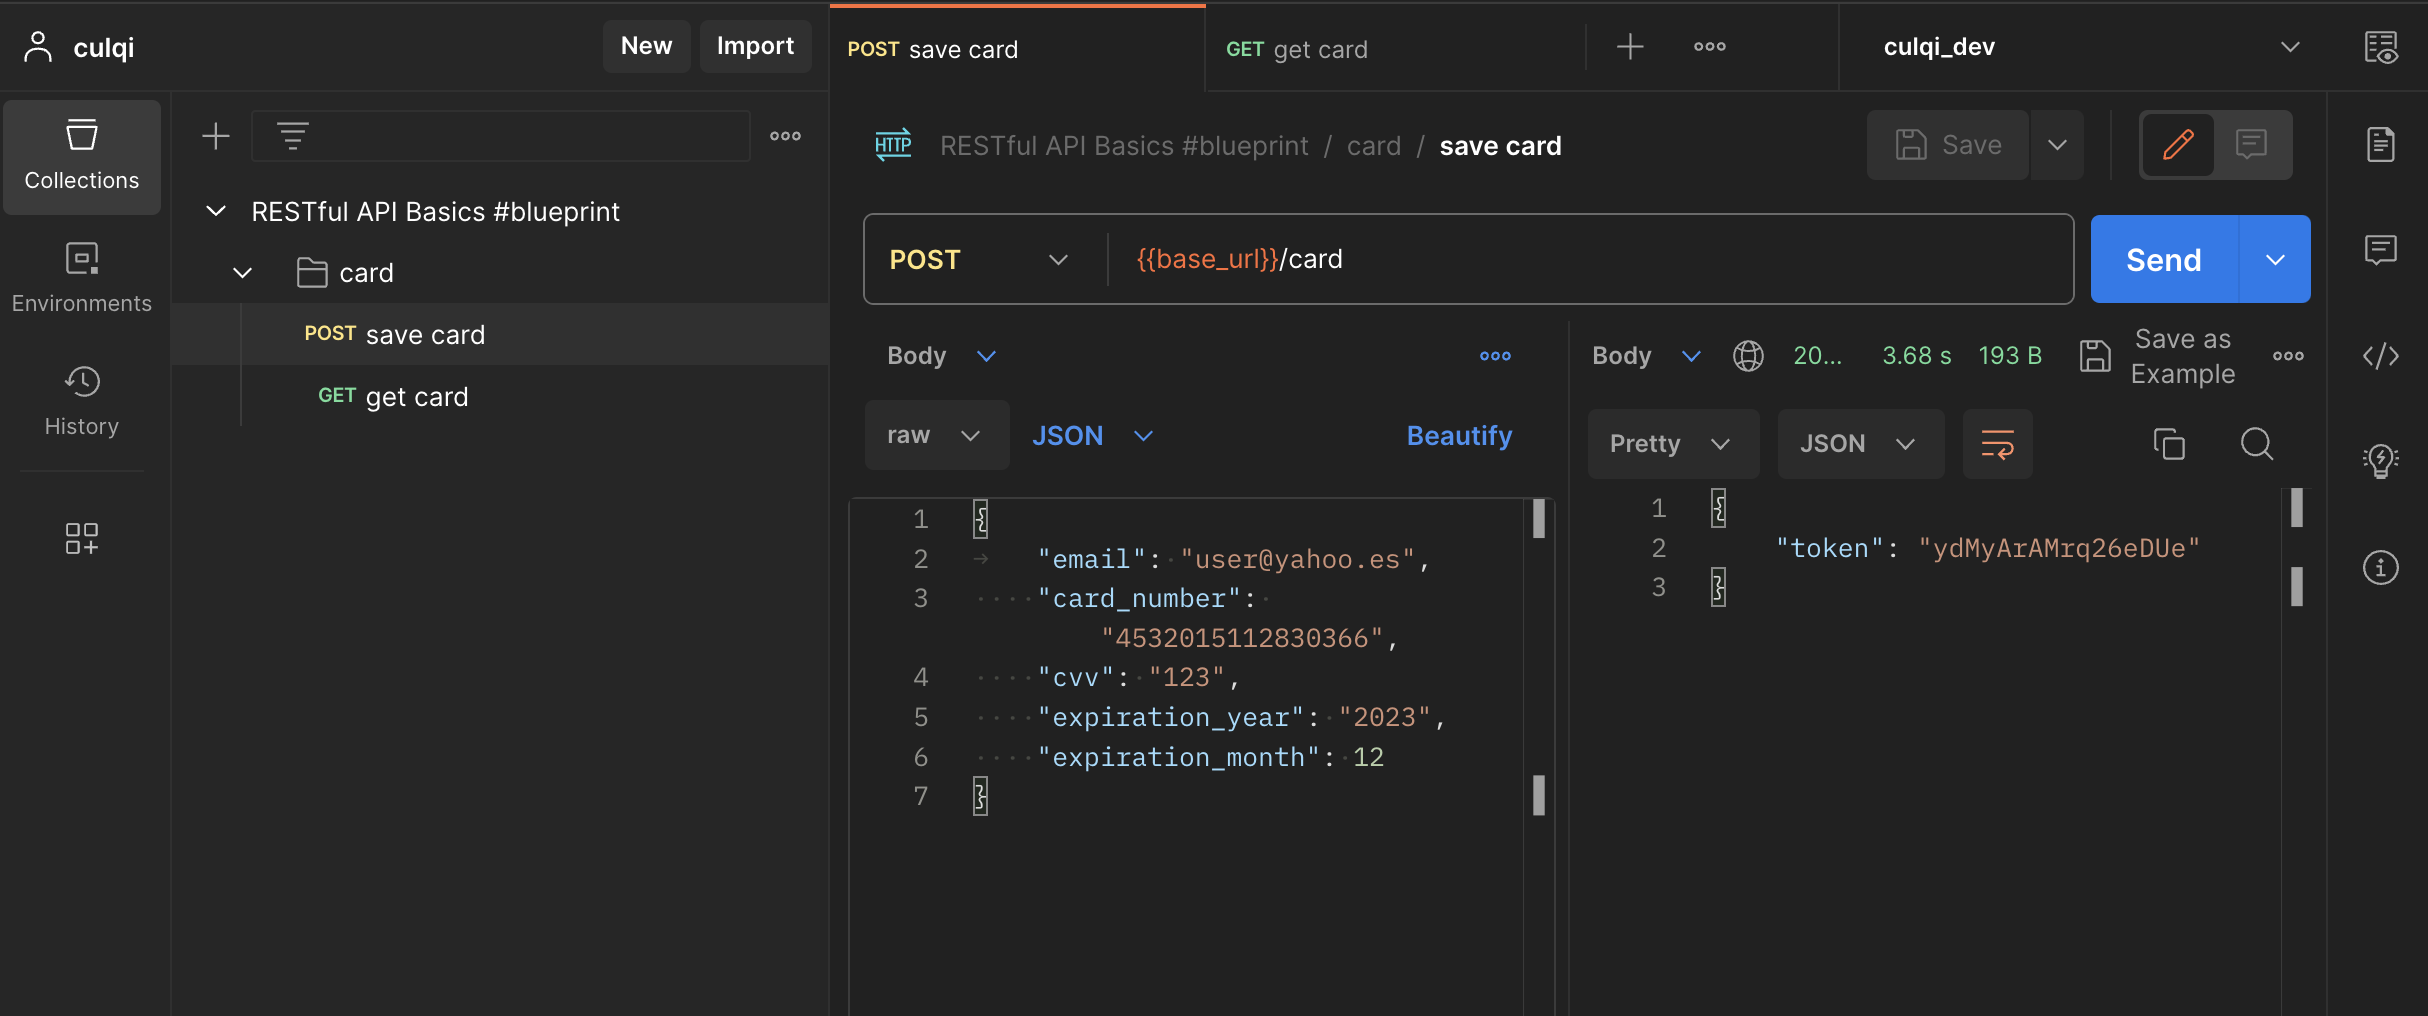 culqi
New
Import
POST save card
GET get card
culqi_dev
Collections
Environments
History
RESTful API Basics #blueprint
card
POST save card
GET get card
HTTP
RESTful API Basics #blueprint / card / save card
Save
POST
{{base_url}}/card
Send
Body
raw
JSON
Beautify
1 {
2 "email": "user@yahoo.es",
3 "card_number":
"4532015112830366",
4 "cvv": "123",
5 "expiration_year": "2023",
6 "expiration_month": 12
7 }
Body
20...
3.68 s
193 B
Save as
Example
Pretty
JSON
1 {
2 "token": "ydMyArAMrq26eDUe"
3 }